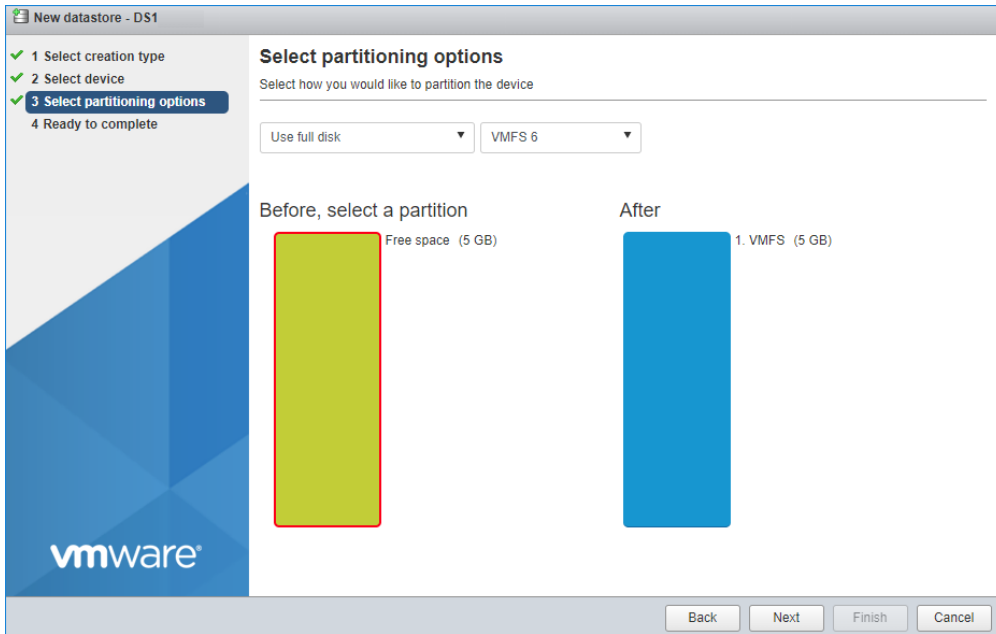 New datastore - DS1
1 Select creation type
2 Select device
3 Select partitioning options
4 Ready to complete
Select partitioning options
Select how you would like to partition the device
Use full disk
VMFS 6
Before, select a partition
After
Free space (5 GB)
1. VMFS (5 GB)
vmware®
Back
Next
Finish
Cancel